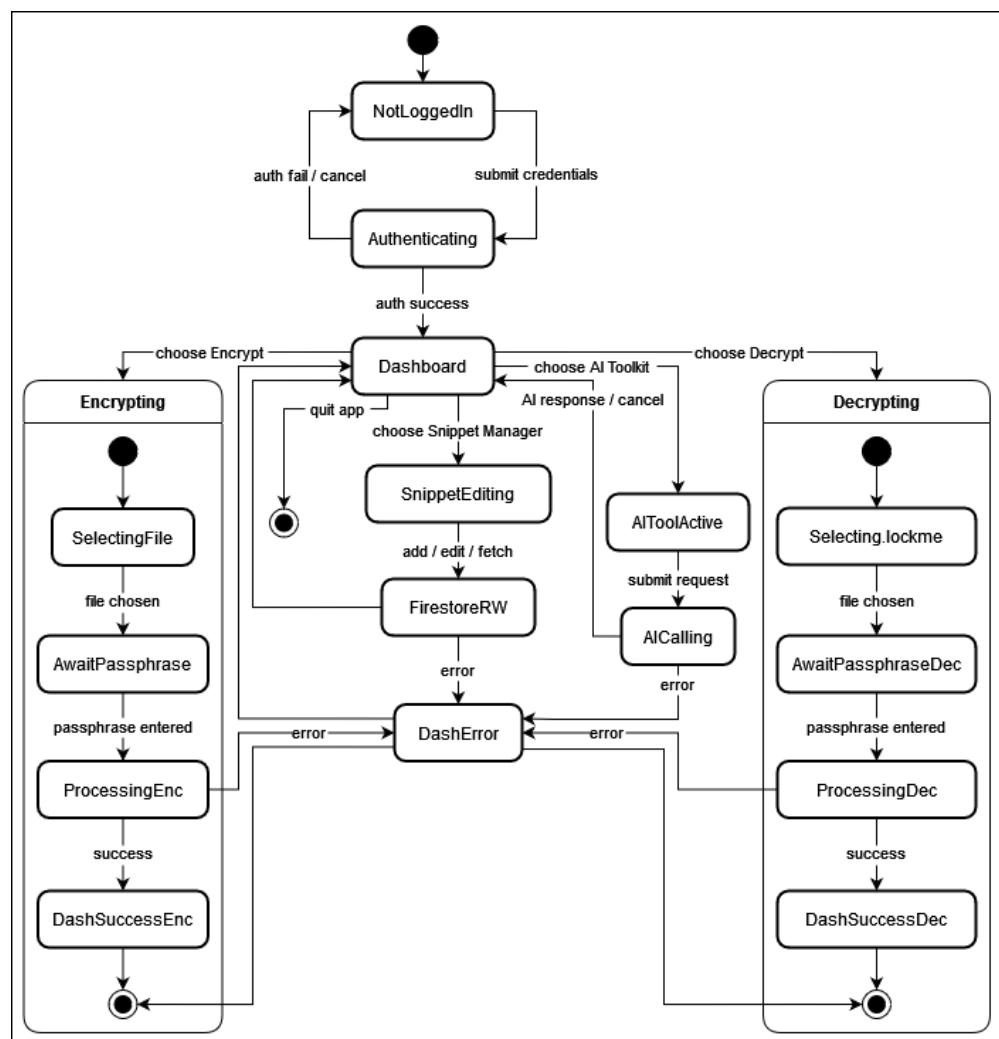 NotLoggedIn
auth fail / cancel
submit credentials
Authenticating
auth success
choose Encrypt
Dashboard
choose Decrypt
choose AI Toolkit
Encrypting
AI response / cancel
Decrypting
quit app
choose Snippet Manager
SnippetEditing
AIToolActive
SelectingFile
Selecting.lockme
add / edit / fetch
submit request
file chosen
FirestoreRW
file chosen
AICalling
AwaitPassphrase
AwaitPassphraseDec
error
error
passphrase entered
passphrase entered
error
DashError
error
ProcessingEnc
ProcessingDec
success
success
DashSuccessEnc
DashSuccessDec